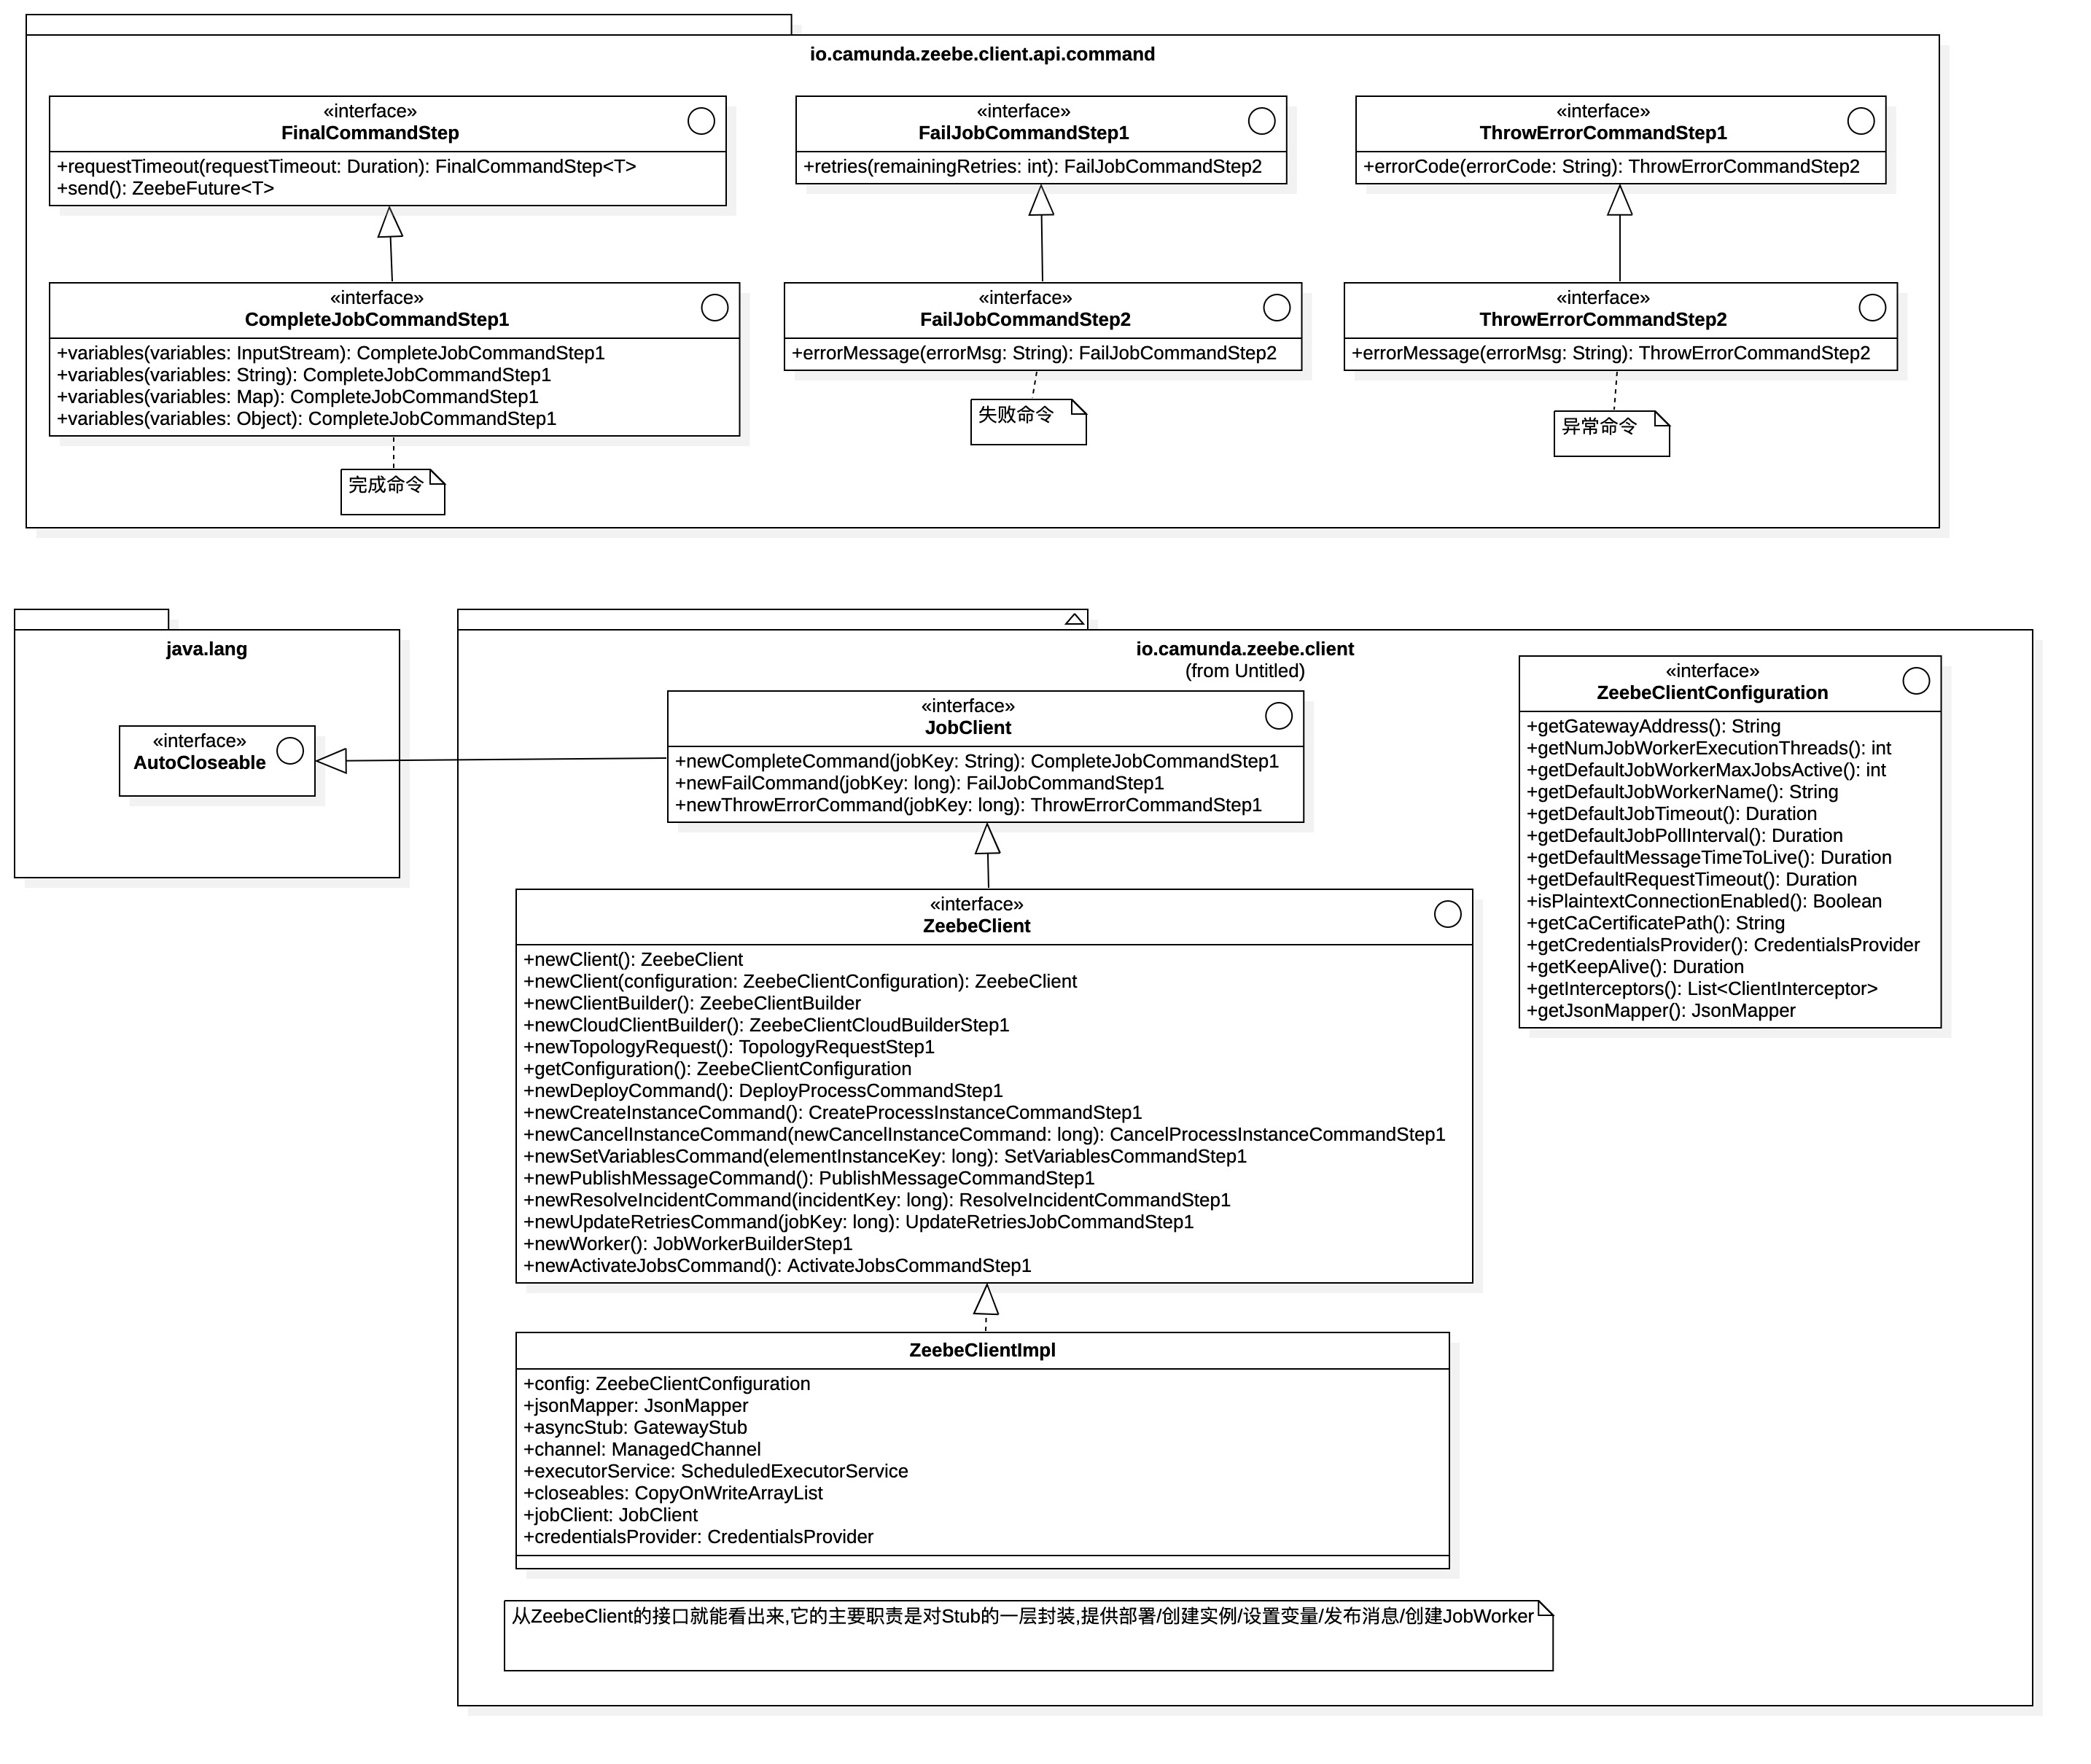 io.camunda.zeebe.client.api.command
«interface»
FinalCommandStep
+requestTimeout(requestTimeout: Duration): FinalCommandStep<T>
+send(): ZeebeFuture<T>
«interface»
FailJobCommandStep1
+retries(remainingRetries: int): FailJobCommandStep2
«interface»
ThrowErrorCommandStep1
+errorCode(errorCode: String): ThrowErrorCommandStep2
«interface»
CompleteJobCommandStep1
+variables(variables: InputStream): CompleteJobCommandStep1
+variables(variables: String): CompleteJobCommandStep1
+variables(variables: Map): CompleteJobCommandStep1
+variables(variables: Object): CompleteJobCommandStep1
«interface»
FailJobCommandStep2
+errorMessage(errorMsg: String): FailJobCommandStep2
«interface»
ThrowErrorCommandStep2
+errorMessage(errorMsg: String): ThrowErrorCommandStep2
完成命令
失败命令
异常命令
java.lang
«interface»
AutoCloseable
io.camunda.zeebe.client
(from Untitled)
«interface»
JobClient
+newCompleteCommand(jobKey: String): CompleteJobCommandStep1
+newFailCommand(jobKey: long): FailJobCommandStep1
+newThrowErrorCommand(jobKey: long): ThrowErrorCommandStep1
«interface»
ZeebeClientConfiguration
+getGatewayAddress(): String
+getNumJobWorkerExecutionThreads(): int
+getDefaultJobWorkerMaxJobsActive(): int
+getDefaultJobWorkerName(): String
+getDefaultJobTimeout(): Duration
+getDefaultJobPollInterval(): Duration
+getDefaultMessageTimeToLive(): Duration
+getDefaultRequestTimeout(): Duration
+isPlaintextConnectionEnabled(): Boolean
+getCaCertificatePath(): String
+getCredentialsProvider(): CredentialsProvider
+getKeepAlive(): Duration
+getInterceptors(): List<ClientInterceptor>
+getJsonMapper(): JsonMapper
«interface»
ZeebeClient
+newClient(): ZeebeClient
+newClient(configuration: ZeebeClientConfiguration): ZeebeClient
+newClientBuilder(): ZeebeClientBuilder
+newCloudClientBuilder(): ZeebeClientCloudBuilderStep1
+newTopologyRequest(): TopologyRequestStep1
+getConfiguration(): ZeebeClientConfiguration
+newDeployCommand(): DeployProcessCommandStep1
+newCreateInstanceCommand(): CreateProcessInstanceCommandStep1
+newCancelInstanceCommand(newCancelInstanceCommand: long): CancelProcessInstanceCommandStep1
+newSetVariablesCommand(elementInstanceKey: long): SetVariablesCommandStep1
+newPublishMessageCommand(): PublishMessageCommandStep1
+newResolveIncidentCommand(incidentKey: long): ResolveIncidentCommandStep1
+newUpdateRetriesCommand(jobKey: long): UpdateRetriesJobCommandStep1
+newWorker(): JobWorkerBuilderStep1
+newActivateJobsCommand(): ActivateJobsCommandStep1
ZeebeClientImpl
+config: ZeebeClientConfiguration
+jsonMapper: JsonMapper
+asyncStub: GatewayStub
+channel: ManagedChannel
+executorService: ScheduledExecutorService
+closeables: CopyOnWriteArrayList
+jobClient: JobClient
+credentialsProvider: CredentialsProvider
从ZeebeClient的接口就能看出来,它的主要职责是对Stub的一层封装,提供部署/创建实例/设置变量/发布消息/创建JobWorker